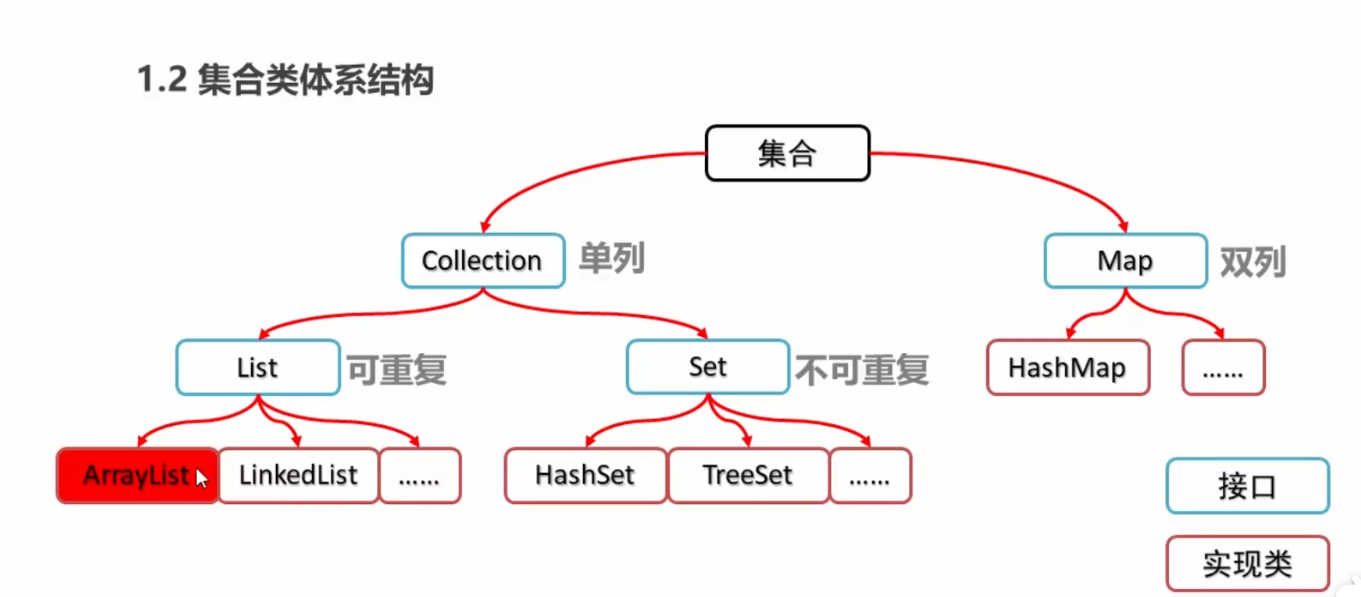 1.2 集合类体系结构
集合
Collection 单列
Map 双列
List 可重复
Set 不可重复
HashMap
……
ArrayList
LinkedList
……
HashSet
TreeSet
……
接口
实现类